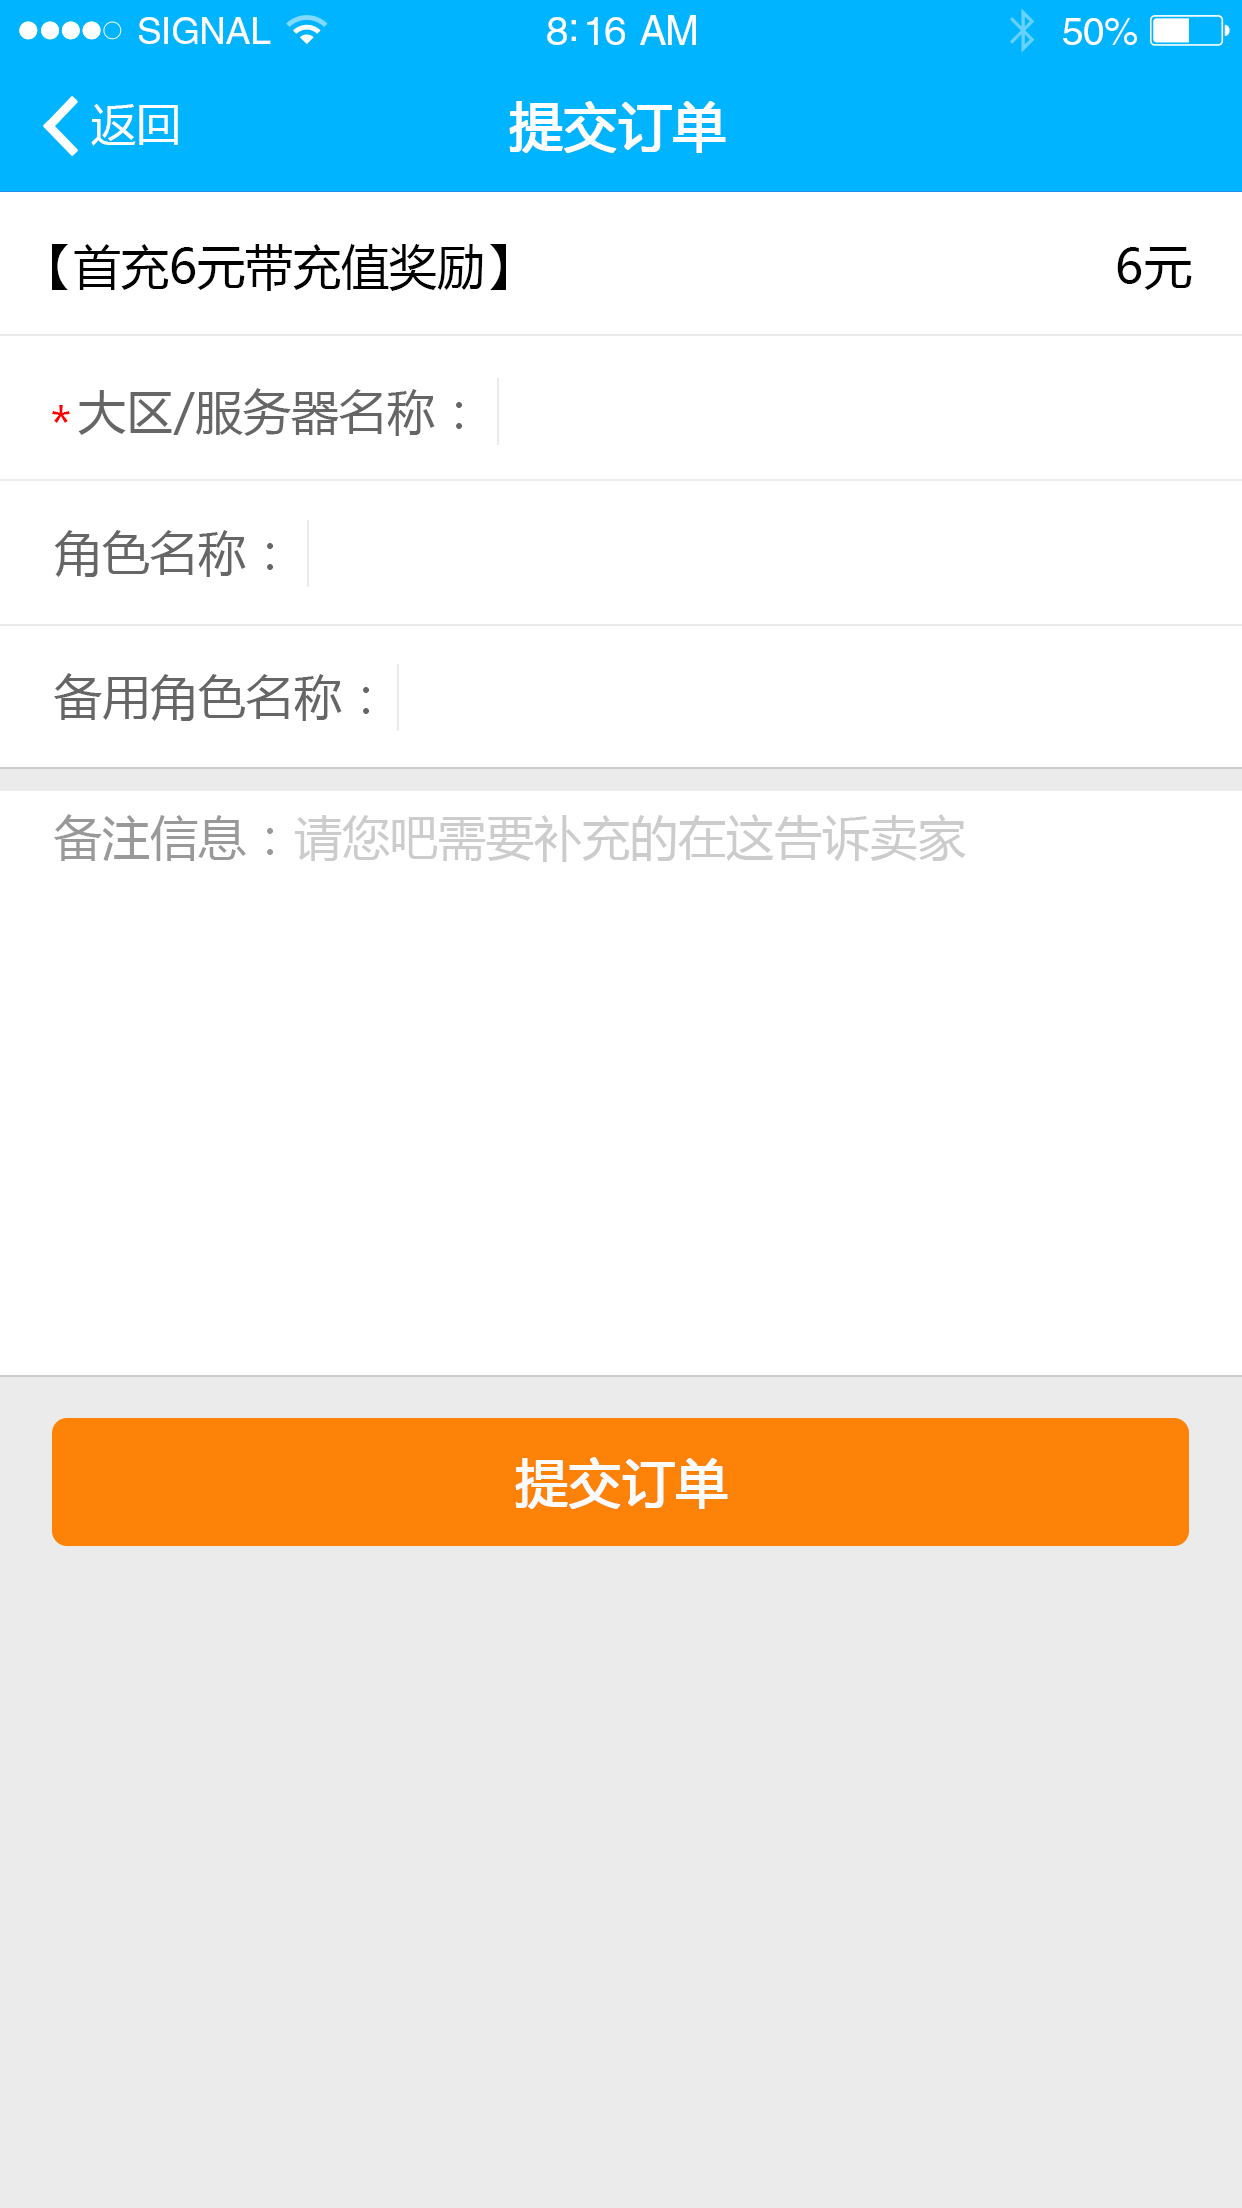 SIGNAL 8:16 AM 50%
返回 提交订单
【首充6元带充值奖励】 6元
*大区/服务器名称：
角色名称：
备用角色名称：
备注信息：请您吧需要补充的在这告诉卖家
提交订单